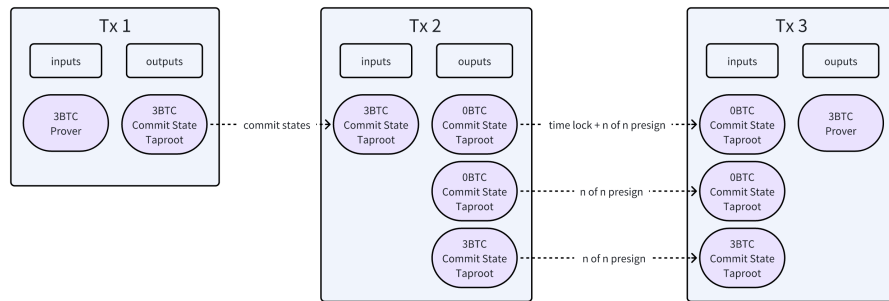 Tx 1
inputs
outputs
3BTC
Prover
3BTC
Commit State
Taproot
commit states
Tx 2
inputs
ouputs
3BTC
Commit State
Taproot
0BTC
Commit State
Taproot
0BTC
Commit State
Taproot
3BTC
Commit State
Taproot
time lock + n of n presign
n of n presign
n of n presign
Tx 3
inputs
ouputs
0BTC
Commit State
Taproot
3BTC
Prover
0BTC
Commit State
Taproot
3BTC
Commit State
Taproot